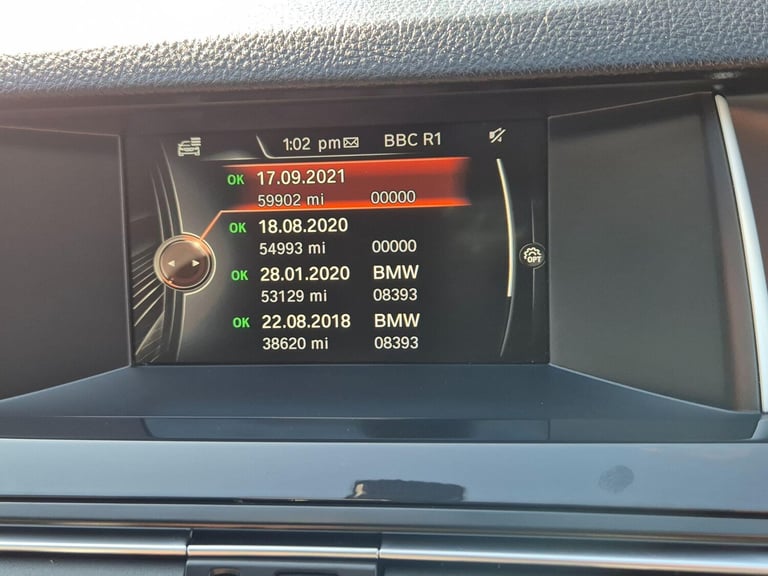 1:02 pm BBC R1
OK 17.09.2021
59902 mi 00000
OK 18.08.2020
54993 mi 00000
OK 28.01.2020 BMW
53129 mi 08393
OK 22.08.2018 BMW
38620 mi 08393
OPT